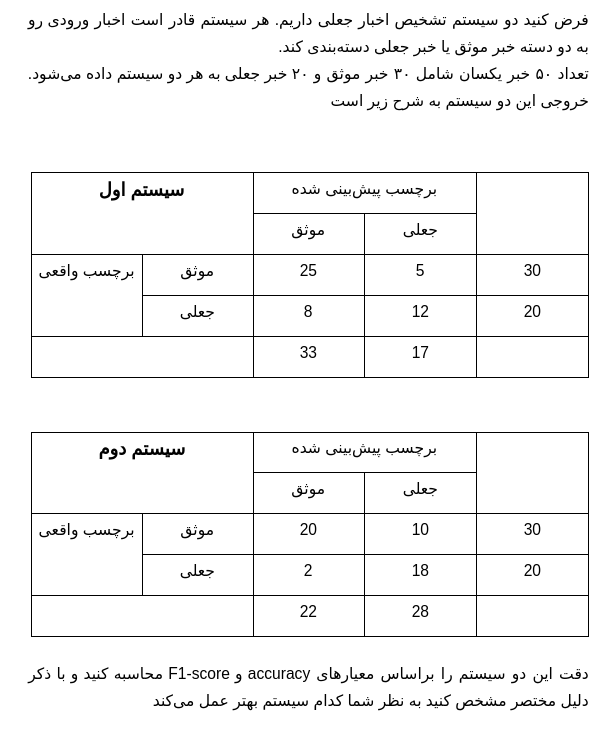 فرض کنید دو سیستم تشخیص اخبار جعلی داریم. هر سیستم قادر است اخبار ورودی رو
به دو دسته خبر موثق یا خبر جعلی دسته‌بندی کند.
تعداد ۵۰ خبر یکسان شامل ۳۰ خبر موثق و ۲۰ خبر جعلی به هر دو سیستم داده می‌شود.
خروجی این دو سیستم به شرح زیر است
سیستم اول برچسب پیش‌بینی شده
موثق جعلی
برچسب واقعی موثق 25 5 30
جعلی 8 12 20
33 17
سیستم دوم برچسب پیش‌بینی شده
موثق جعلی
برچسب واقعی موثق 20 10 30
جعلی 2 18 20
22 28
دقت این دو سیستم را براساس معیارهای accuracy و F1-score محاسبه کنید و با ذکر
دلیل مختصر مشخص کنید به نظر شما کدام سیستم بهتر عمل می‌کند